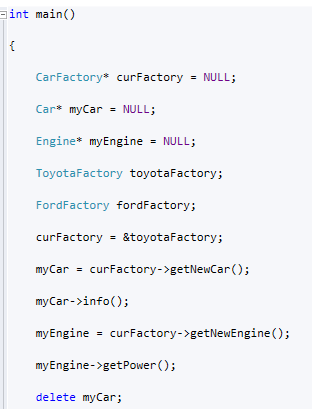 int main()
{
CarFactory* curFactory = NULL;
Car* myCar = NULL;
Engine* myEngine = NULL;
ToyotaFactory toyotaFactory;
FordFactory fordFactory;
curFactory = &toyotaFactory;
myCar = curFactory->getNewCar();
myCar->info();
myEngine = curFactory->getNewEngine();
myEngine->getPower();
delete myCar;